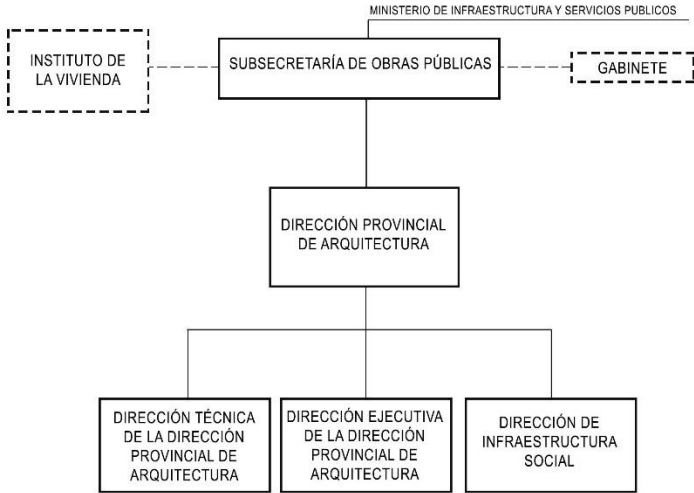 MINISTERIO DE INFRAESTRUCTURA Y SERVICIOS PUBLICOS
INSTITUTO DE
LA VIVIENDA
SUBSECRETARÍA DE OBRAS PÚBLICAS
GABINETE
DIRECCIÓN PROVINCIAL
DE ARQUITECTURA
DIRECCIÓN TÉCNICA
DE LA DIRECCIÓN
PROVINCIAL DE
ARQUITECTURA
DIRECCIÓN EJECUTIVA
DE LA DIRECCIÓN
PROVINCIAL DE
ARQUITECTURA
DIRECCIÓN DE
INFRAESTRUCTURA
SOCIAL